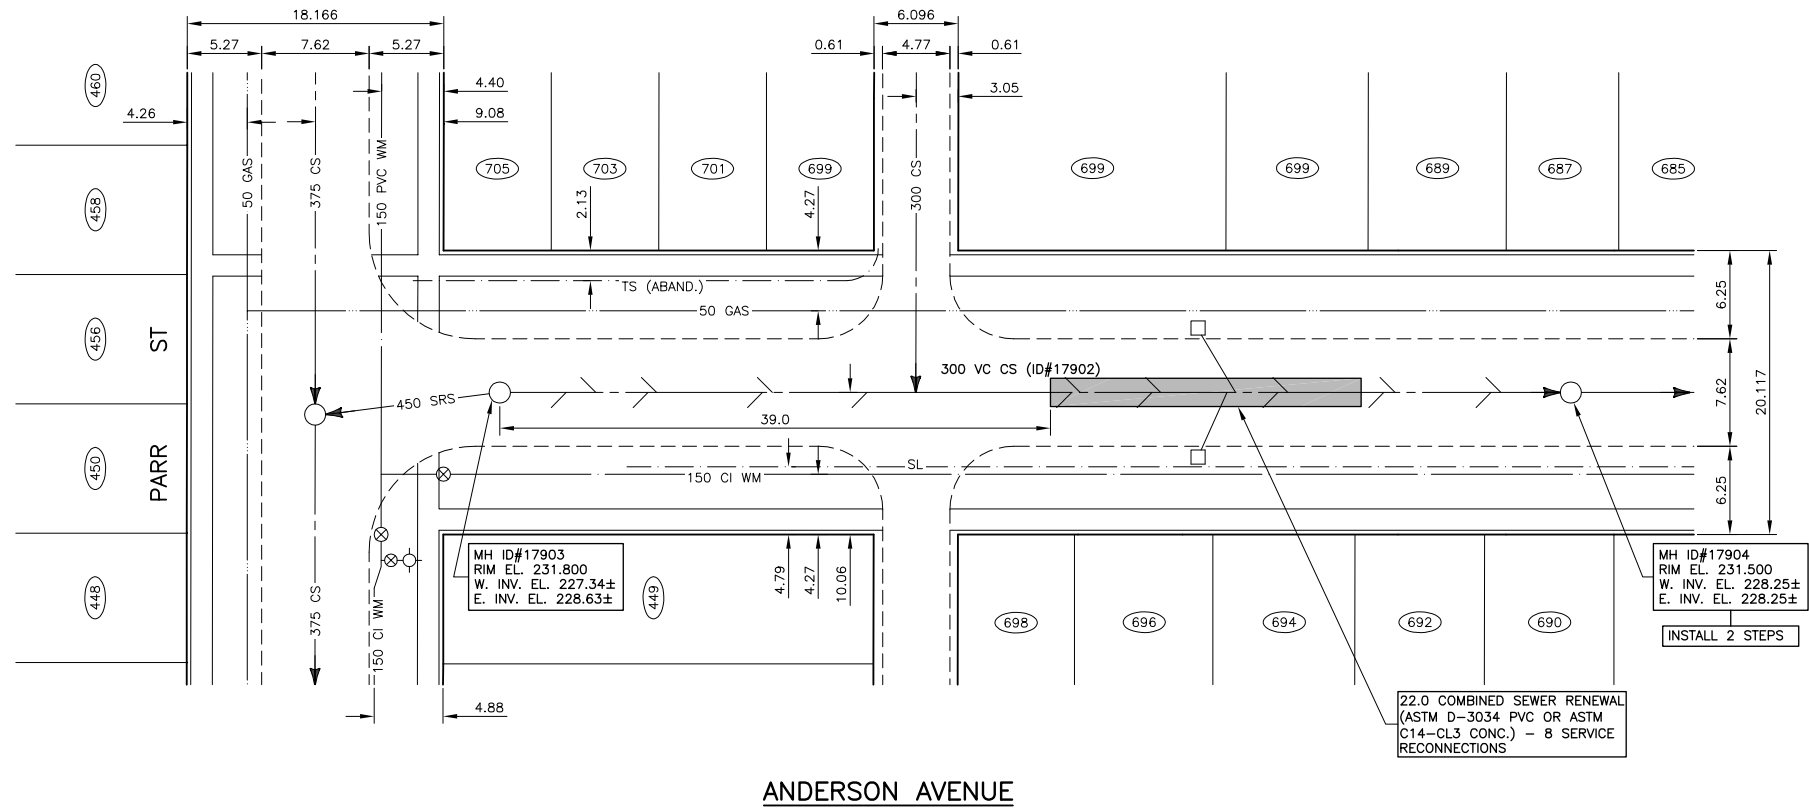 18.166
6.096
5.27
7.62
5.27
0.61
4.77
0.61
4.40
3.05
4.26
9.08
460
458
456
450
448
ST
PARR
50 GAS
375 CS
150 PVC WM
705
703
701
699
300 CS
699
699
689
687
685
2.13
4.27
TS (ABAND.)
50 GAS
6.25
7.62
20.117
6.25
300 VC CS (ID#17902)
450 SRS
39.0
SL
150 CI WM
MH ID#17903
RIM EL. 231.800
W. INV. EL. 227.34±
E. INV. EL. 228.63±
449
4.79
4.27
10.06
375 CS
150 CI WM
4.88
698
696
694
692
690
MH ID#17904
RIM EL. 231.500
W. INV. EL. 228.25±
E. INV. EL. 228.25±
INSTALL 2 STEPS
22.0 COMBINED SEWER RENEWAL
(ASTM D-3034 PVC OR ASTM
C14-CL3 CONC.) - 8 SERVICE
RECONNECTIONS
ANDERSON AVENUE